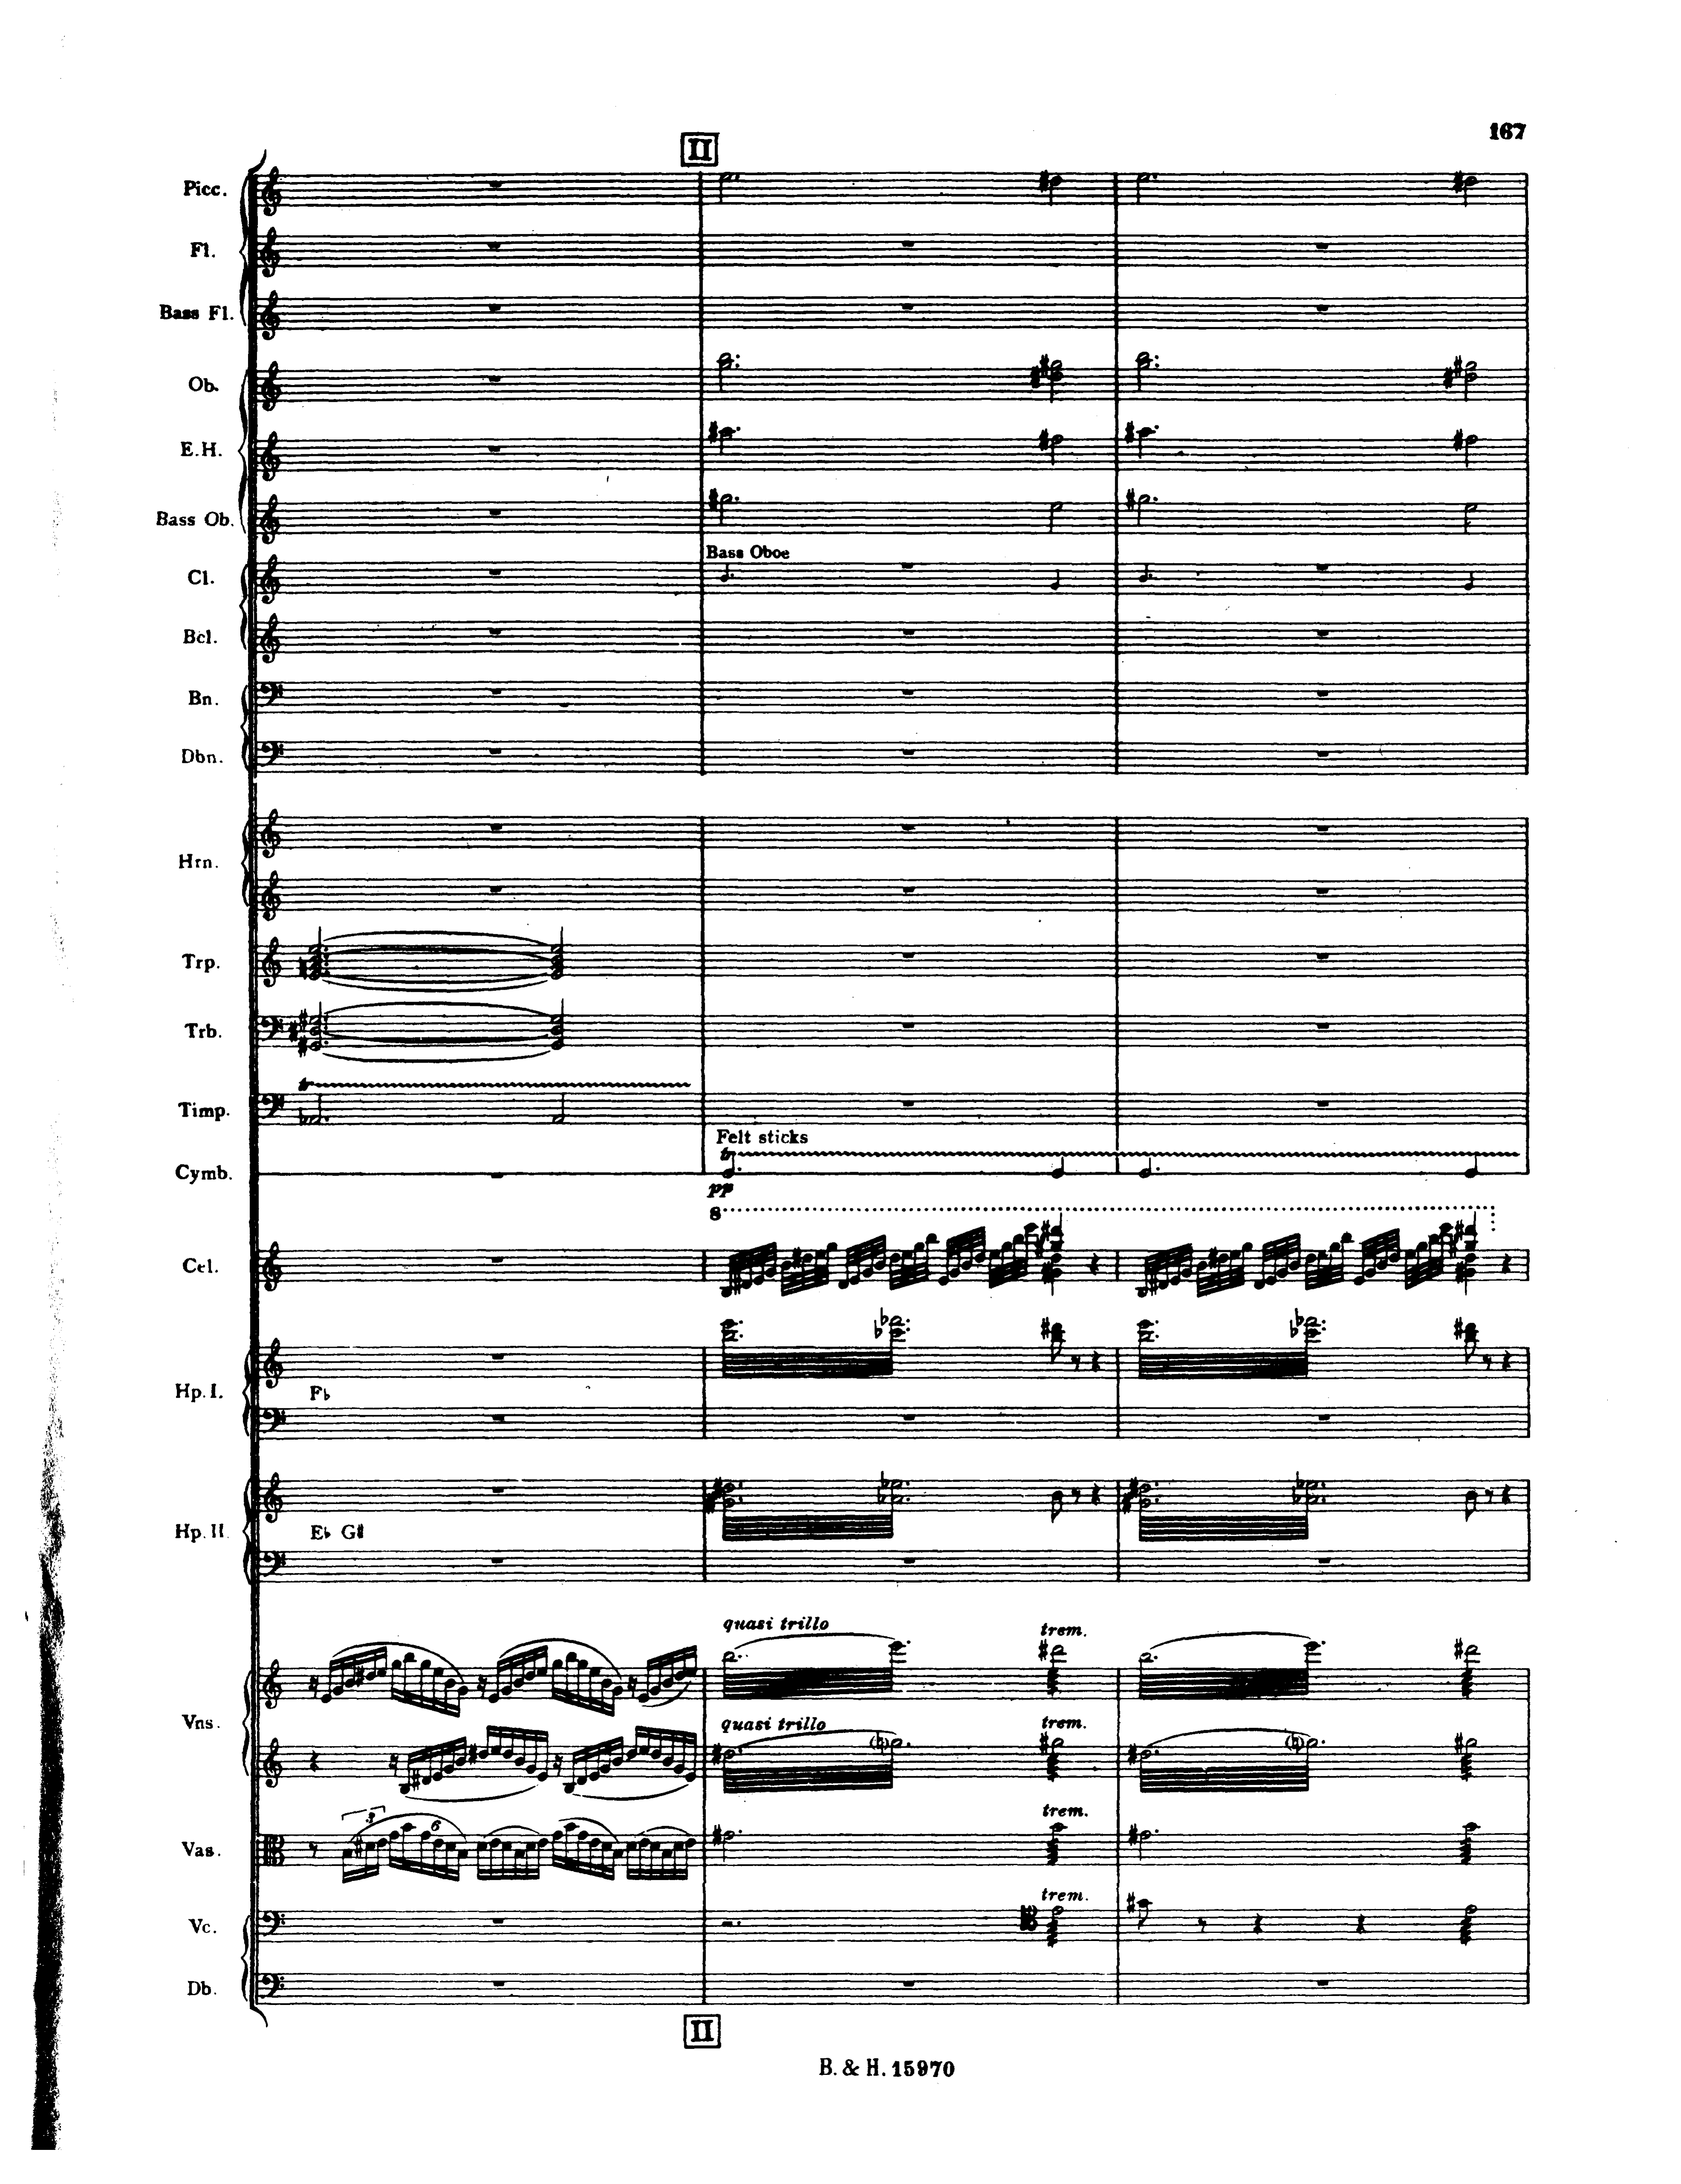 167
II
Picc.
Fl.
Bass Fl.
Ob.
E.H.
Bass Ob.
Bass Oboe
Cl.
Bcl.
Bn.
Dbn.
Hrn.
Trp.
Trb.
tr
Timp.
Felt sticks
tr
Cymb.
pp
8
Cel.
Hp. I.
F♭
Hp. II
E♭ G♯
quasi trillo trem.
Vns.
quasi trillo trem.
3 6 trem.
Vas.
trem.
Vc.
Db.
II
B. & H. 15970